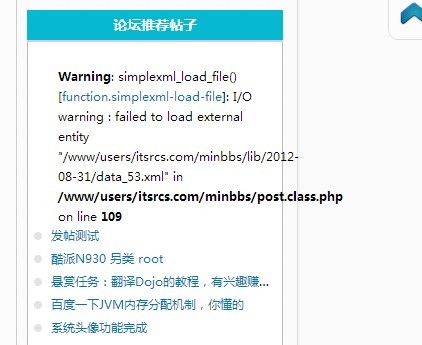 论坛推荐帖子
Warning: simplexml_load_file()
[function.simplexml-load-file]: I/O
warning : failed to load external
entity
"/www/users/itsrcs.com/minbbs/lib/2012-
08-31/data_53.xml" in
/www/users/itsrcs.com/minbbs/post.class.php
on line 109
发帖测试
酷派N930 另类 root
悬赏任务：翻译Dojo的教程，有兴趣赚...
百度一下JVM内存分配机制，你懂的
系统头像功能完成